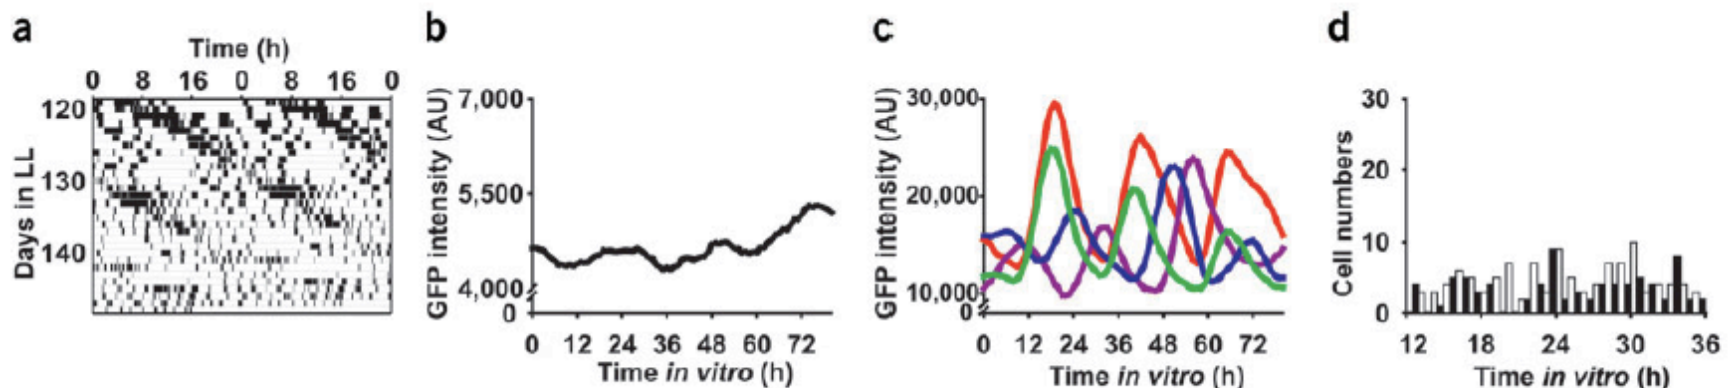 a
Time (h)
0 8 16 0 8 16 0
Days in LL
120
130
140
b
GFP intensity (AU)
7,000
5,500
4,000
0
0 12 24 36 48 60 72
Time in vitro (h)
c
GFP intensity (AU)
30,000
20,000
10,000
0
0 12 24 36 48 60 72
Time in vitro (h)
d
Cell numbers
30
20
10
0
12 18 24 30 36
Time in vitro (h)